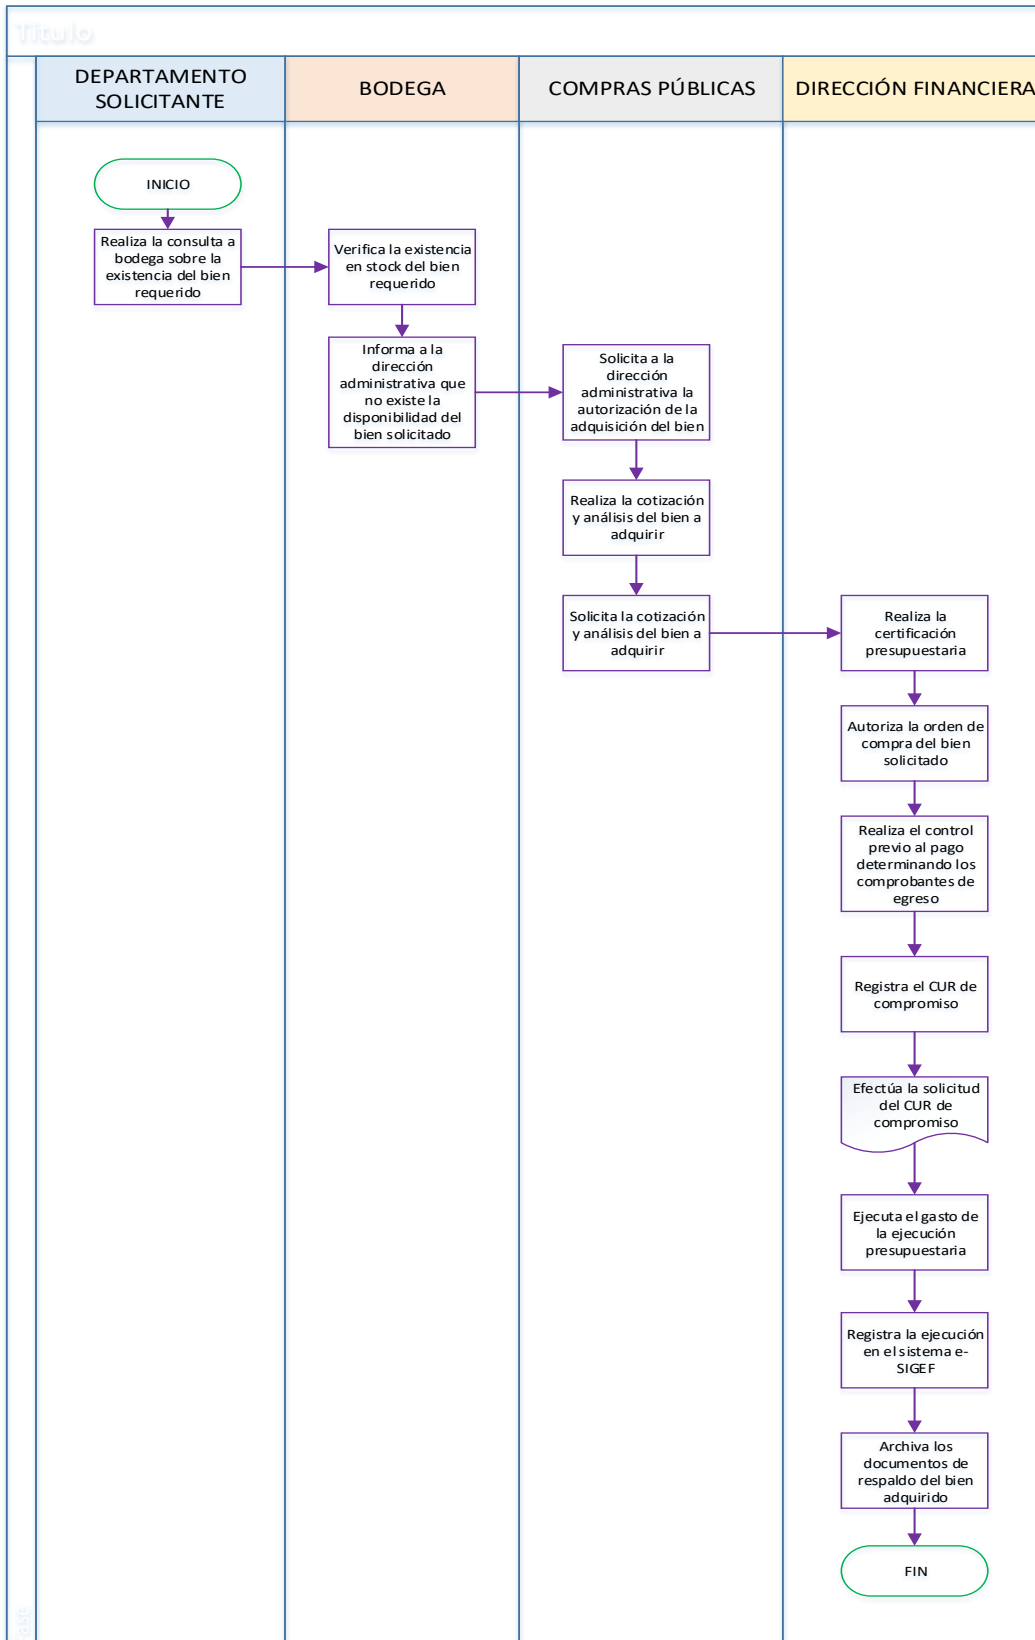 Título
DEPARTAMENTO
SOLICITANTE
BODEGA
COMPRAS PÚBLICAS
DIRECCIÓN FINANCIERA
INICIO
Realiza la consulta a
bodega sobre la
existencia del bien
requerido
Verifica la existencia
en stock del bien
requerido
Informa a la
dirección
administrativa que
no existe la
disponibilidad del
bien solicitado
Solicita a la
dirección
administrativa la
autorización de la
adquisición del bien
Realiza la cotización
y análisis del bien a
adquirir
Solicita la cotización
y análisis del bien a
adquirir
Realiza la
certificación
presupuestaria
Autoriza la orden de
compra del bien
solicitado
Realiza el control
previo al pago
determinando los
comprobantes de
egreso
Registra el CUR de
compromiso
Efectúa la solicitud
del CUR de
compromiso
Ejecuta el gasto de
la ejecución
presupuestaria
Registra la ejecución
en el sistema e-
SIGEF
Archiva los
documentos de
respaldo del bien
adquirido
FIN
Fase